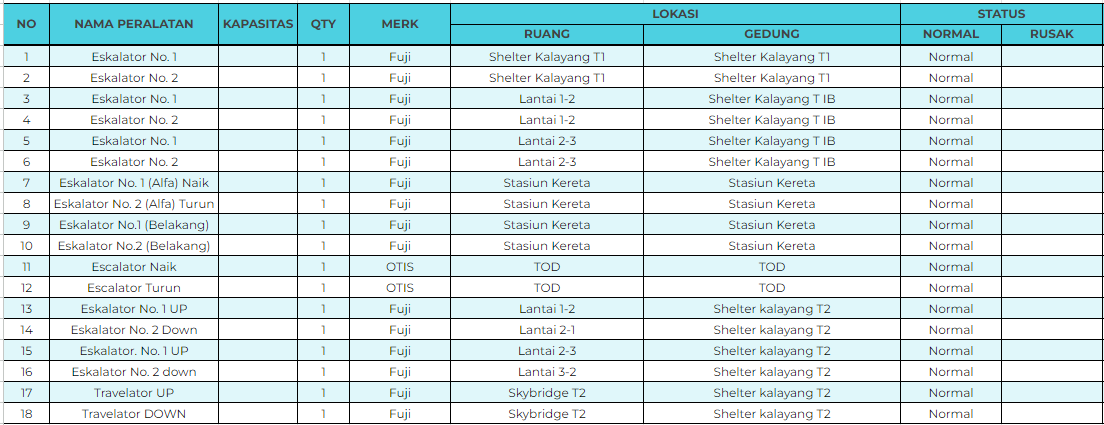 NO NAMA PERALATAN KAPASITAS QTY MERK LOKASI STATUS
RUANG GEDUNG NORMAL RUSAK
1 Eskalator No. 1 1 Fuji Shelter Kalayang T1 Shelter Kalayang T1 Normal
2 Eskalator No. 2 1 Fuji Shelter Kalayang T1 Shelter Kalayang T1 Normal
3 Eskalator No. 1 1 Fuji Lantai 1-2 Shelter Kalayang T IB Normal
4 Eskalator No. 2 1 Fuji Lantai 1-2 Shelter Kalayang T IB Normal
5 Eskalator No. 1 1 Fuji Lantai 2-3 Shelter Kalayang T IB Normal
6 Eskalator No. 2 1 Fuji Lantai 2-3 Shelter Kalayang T IB Normal
7 Eskalator No. 1 (Alfa) Naik 1 Fuji Stasiun Kereta Stasiun Kereta Normal
8 Eskalator No. 2 (Alfa) Turun 1 Fuji Stasiun Kereta Stasiun Kereta Normal
9 Eskalator No.1 (Belakang) 1 Fuji Stasiun Kereta Stasiun Kereta Normal
10 Eskalator No.2 (Belakang) 1 Fuji Stasiun Kereta Stasiun Kereta Normal
11 Escalator Naik 1 OTIS TOD TOD Normal
12 Escalator Turun 1 OTIS TOD TOD Normal
13 Eskalator No. 1 UP 1 Fuji Lantai 1-2 Shelter kalayang T2 Normal
14 Eskalator No. 2 Down 1 Fuji Lantai 2-1 Shelter kalayang T2 Normal
15 Eskalator. No. 1 UP 1 Fuji Lantai 2-3 Shelter kalayang T2 Normal
16 Eskalator No. 2 down 1 Fuji Lantai 3-2 Shelter kalayang T2 Normal
17 Travelator UP 1 Fuji Skybridge T2 Shelter kalayang T2 Normal
18 Travelator DOWN 1 Fuji Skybridge T2 Shelter kalayang T2 Normal